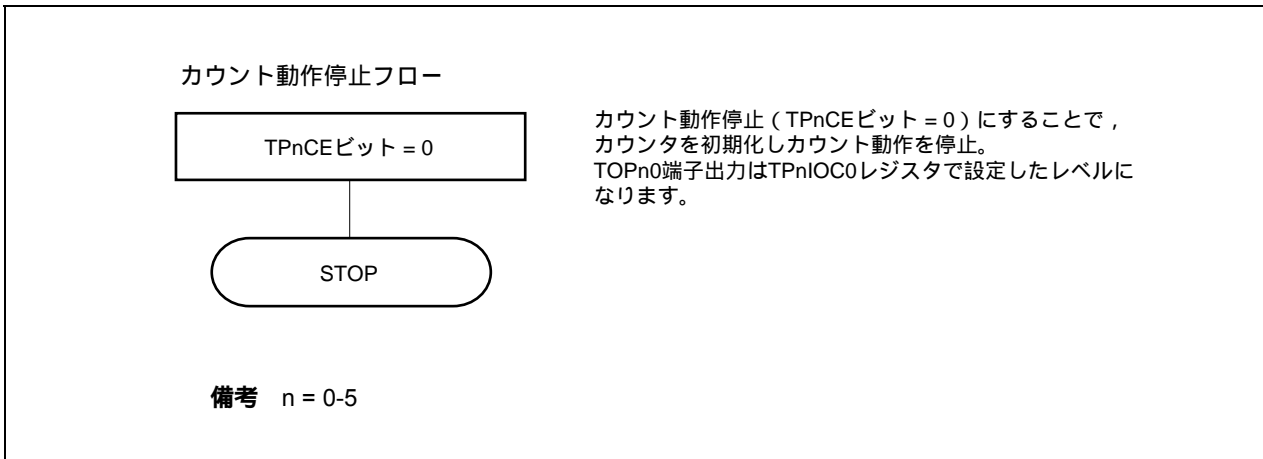 カウント動作停止フロー
TPnCEビット = 0
カウント動作停止（TPnCEビット = 0）にすることで，
カウンタを初期化しカウント動作を停止。
TOPn0端子出力はTPnIOC0レジスタで設定したレベルに
なります。
STOP
備考　n = 0-5